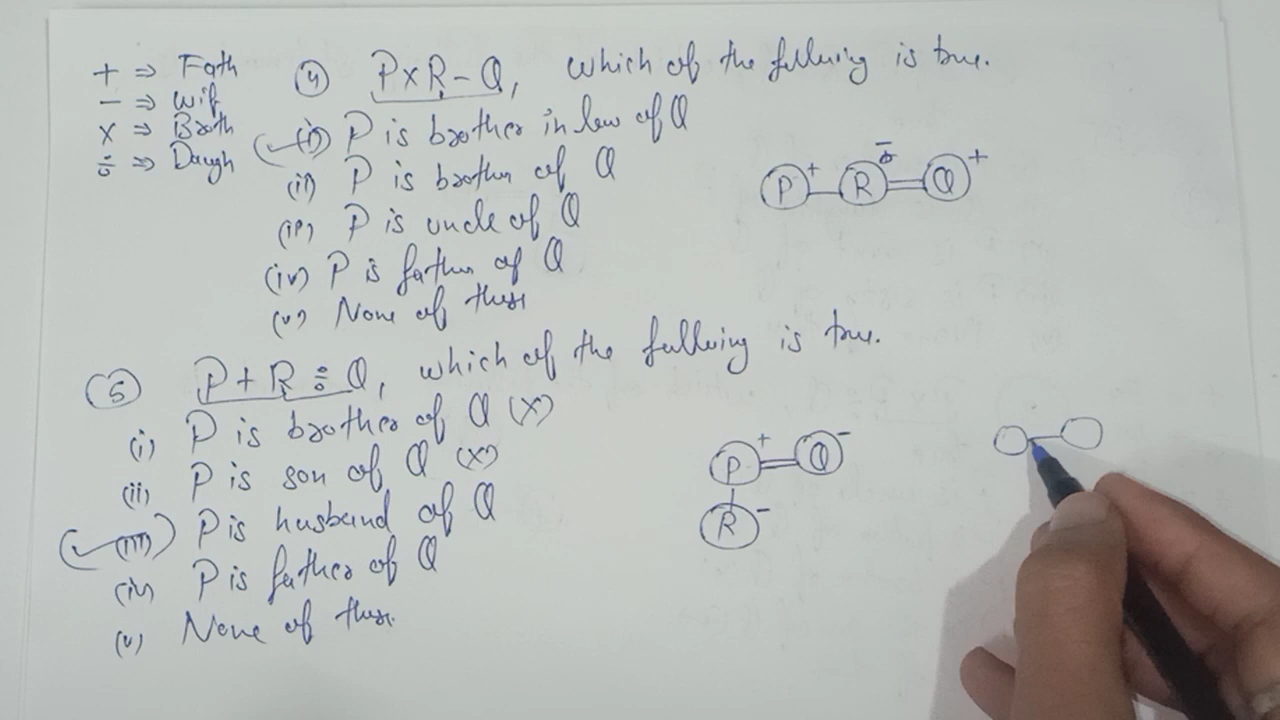 + ⇒ Fath
− ⇒ Wif
× ⇒ Broth
÷ ⇒ Daugh
(4) P×R−Q, which of the following is true.
(i) P is brother in law of Q
(ii) P is brother of Q
(iii) P is uncle of Q
(iv) P is father of Q
(v) None of these
P + R − Q +
(5) P+R÷Q, which of the following is true.
(i) P is brother of Q (×)
(ii) P is son of Q (×)
(iii) P is husband of Q
(iv) P is father of Q
(v) None of these.
P + Q −
R −